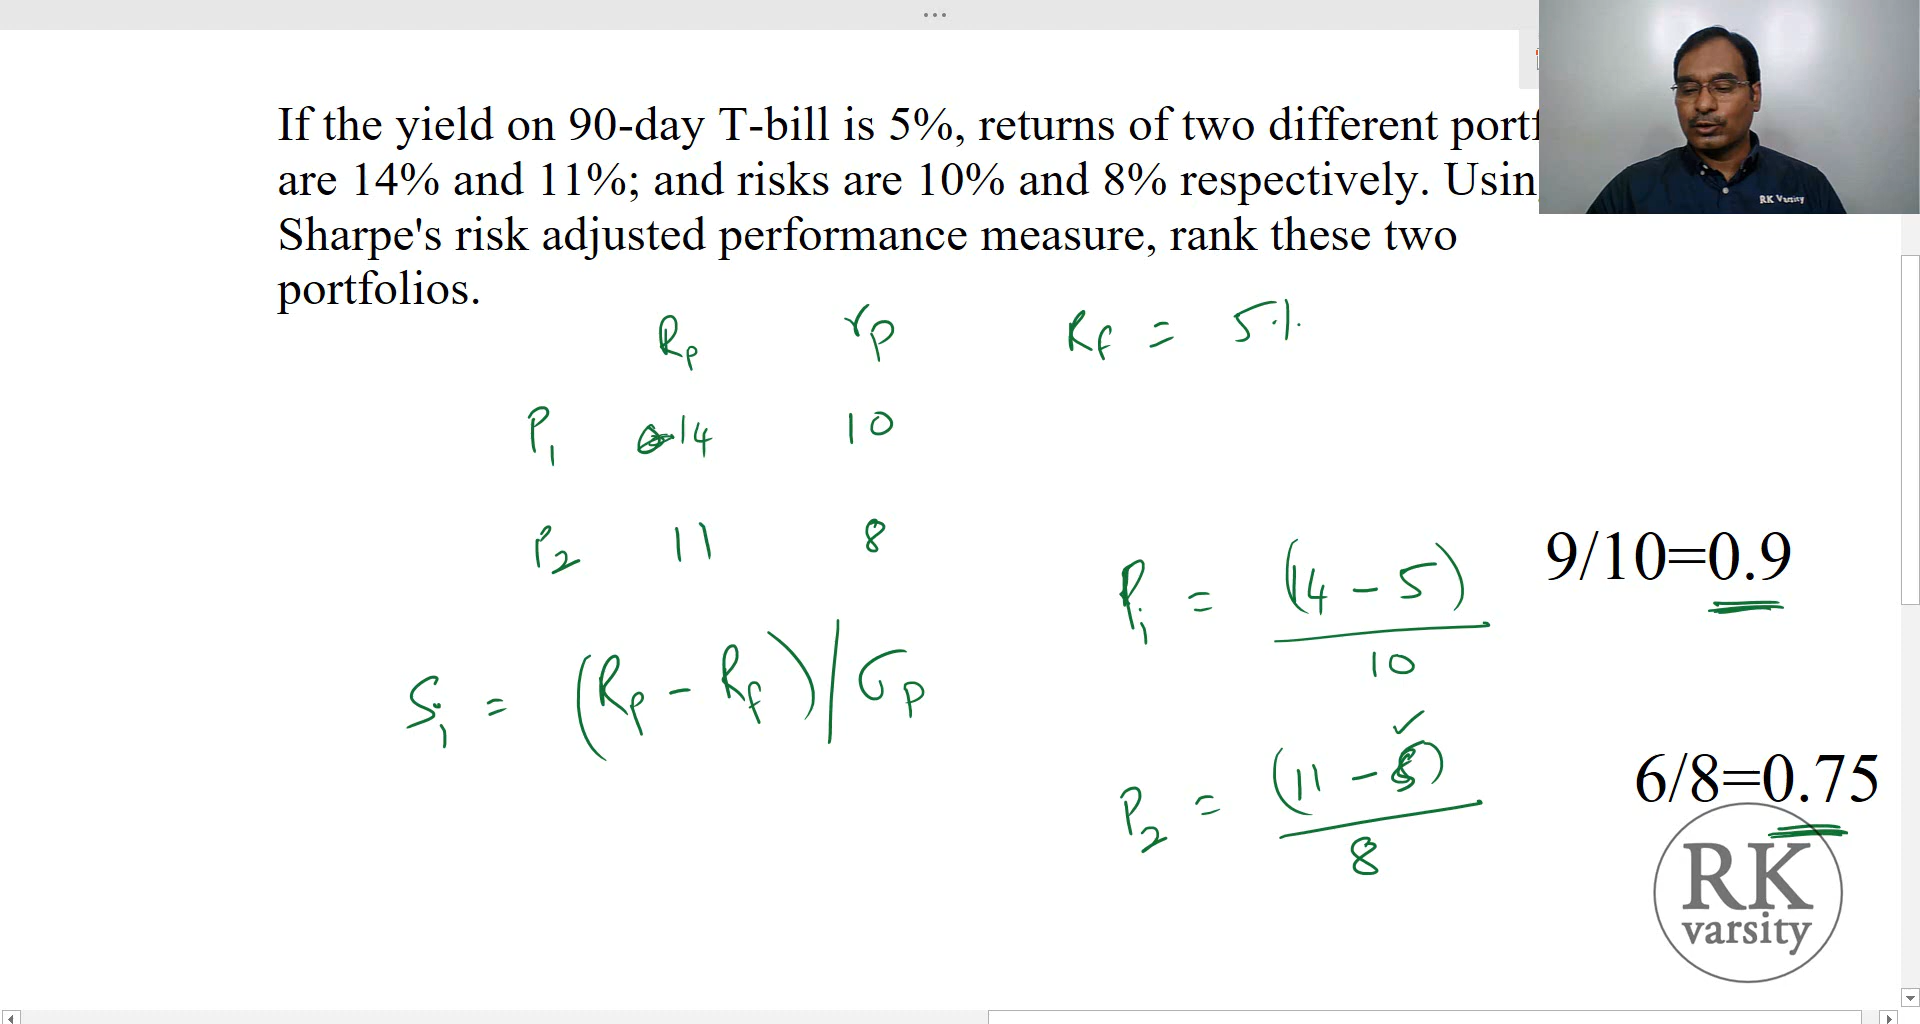 If the yield on 90-day T-bill is 5%, returns of two different
are 14% and 11%; and risks are 10% and 8% respectively.
Sharpe's risk adjusted performance measure, rank these two
portfolios.
Rp rp Rf = 5%
P1 14 10
P2 11 8
P1 = (14 - 5) / 10 9/10=0.9
Si = (Rp - Rf) / σp
P2 = (11 - 5) / 8 6/8=0.75
RK Varsity
RK
varsity